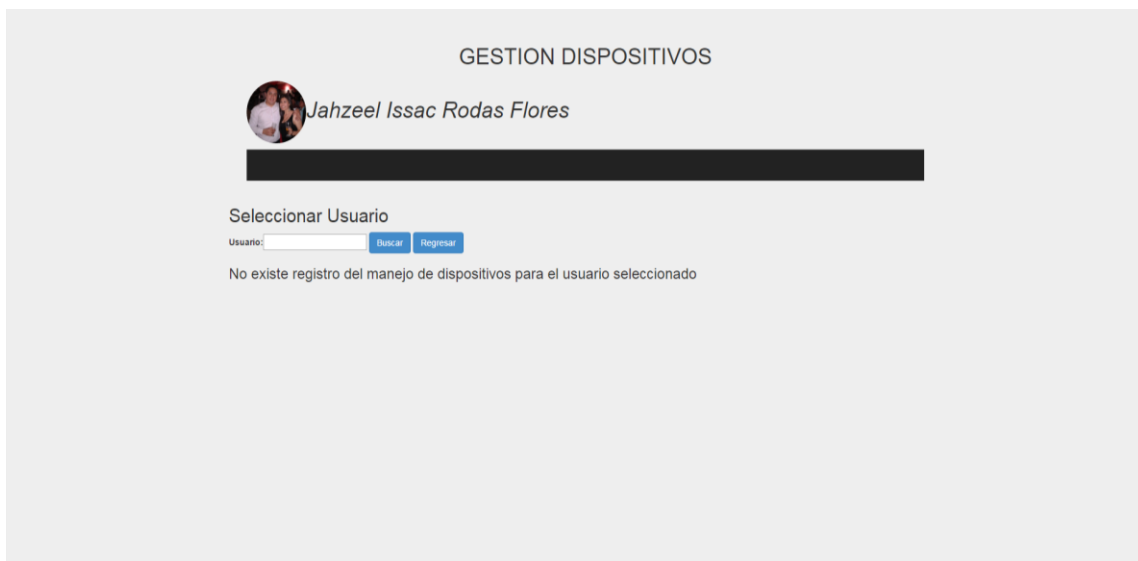 GESTION DISPOSITIVOS
Jahzeel Issac Rodas Flores
Seleccionar Usuario
Usuario: Buscar Regresar
No existe registro del manejo de dispositivos para el usuario seleccionado